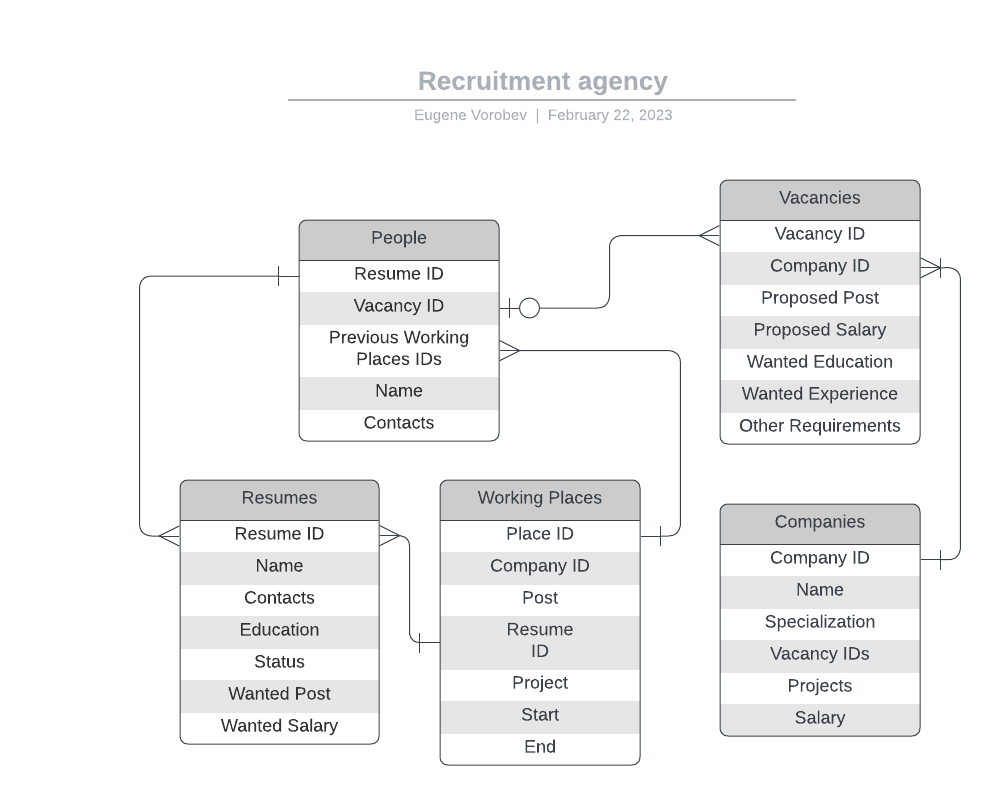 Recruitment agency
Eugene Vorobev | February 22, 2023
People
Resume ID
Vacancy ID
Previous Working
Places IDs
Name
Contacts
Vacancies
Vacancy ID
Company ID
Proposed Post
Proposed Salary
Wanted Education
Wanted Experience
Other Requirements
Resumes
Resume ID
Name
Contacts
Education
Status
Wanted Post
Wanted Salary
Working Places
Place ID
Company ID
Post
Resume
ID
Project
Start
End
Companies
Company ID
Name
Specialization
Vacancy IDs
Projects
Salary